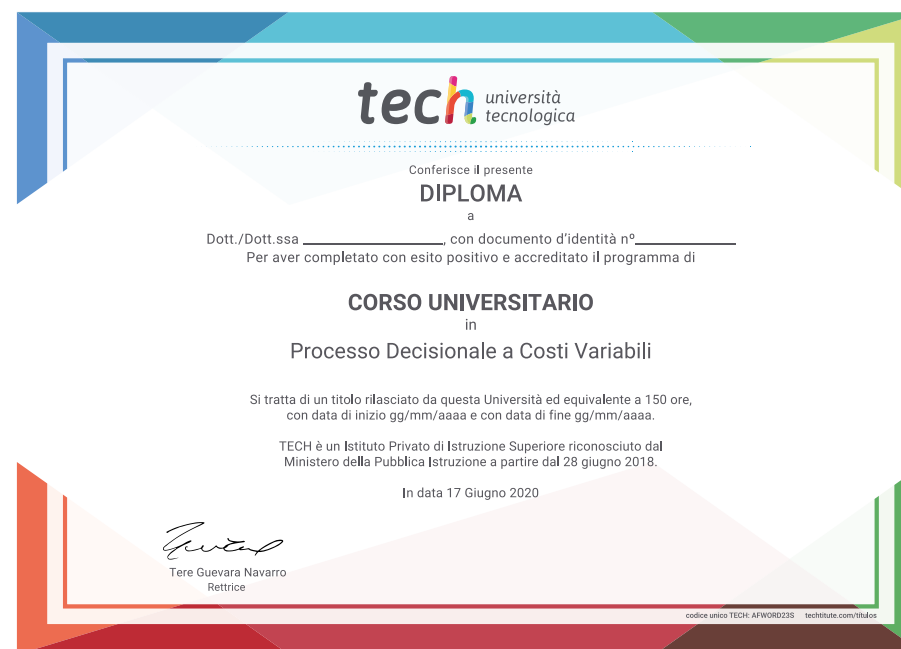 tech università
tecnologica
Conferisce il presente
DIPLOMA
a
Dott./Dott.ssa ____________________, con documento d'identità nº______________
Per aver completato con esito positivo e accreditato il programma di
CORSO UNIVERSITARIO
in
Processo Decisionale a Costi Variabili
Si tratta di un titolo rilasciato da questa Università ed equivalente a 150 ore,
con data di inizio gg/mm/aaaa e con data di fine gg/mm/aaaa.
TECH è un Istituto Privato di Istruzione Superiore riconosciuto dal
Ministero della Pubblica Istruzione a partire dal 28 giugno 2018.
In data 17 Giugno 2020
Tere Guevara Navarro
Rettrice
codice unico TECH: AFWORD23S techtitute.com/titulos